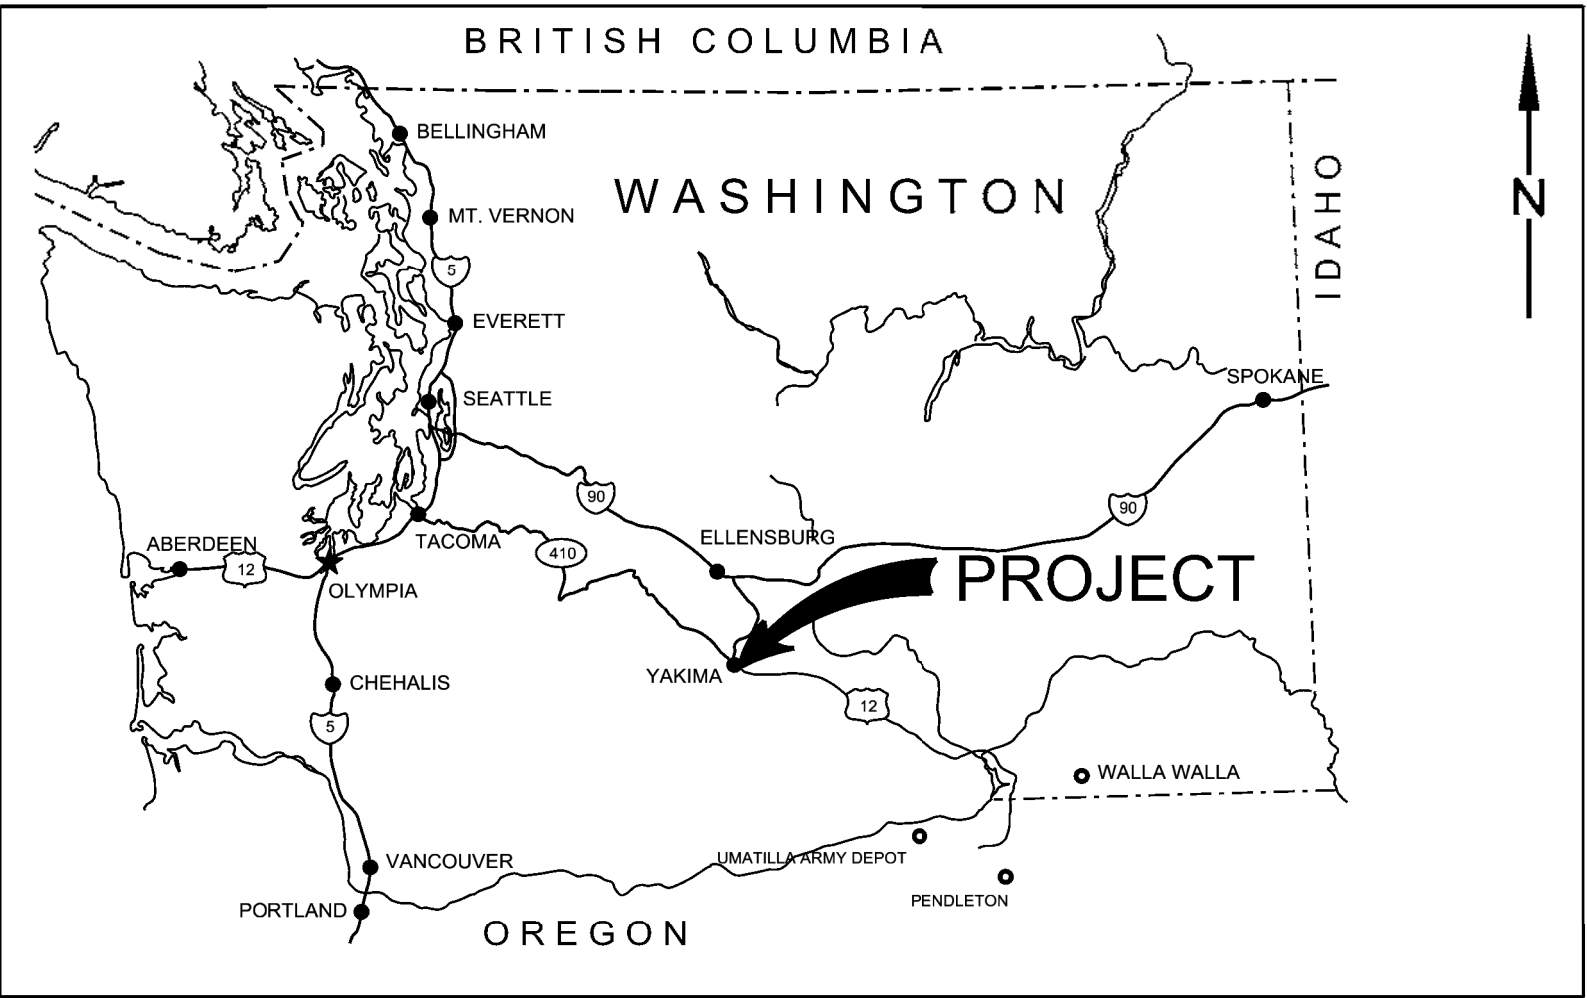 BRITISH COLUMBIA
BELLINGHAM
WASHINGTON
IDAHO
N
MT. VERNON
5
EVERETT
SPOKANE
SEATTLE
90
90
ELLENSBURG
TACOMA
ABERDEEN
410
12
PROJECT
OLYMPIA
YAKIMA
CHEHALIS
12
5
WALLA WALLA
UMATILLA ARMY DEPOT
VANCOUVER
PENDLETON
PORTLAND
OREGON